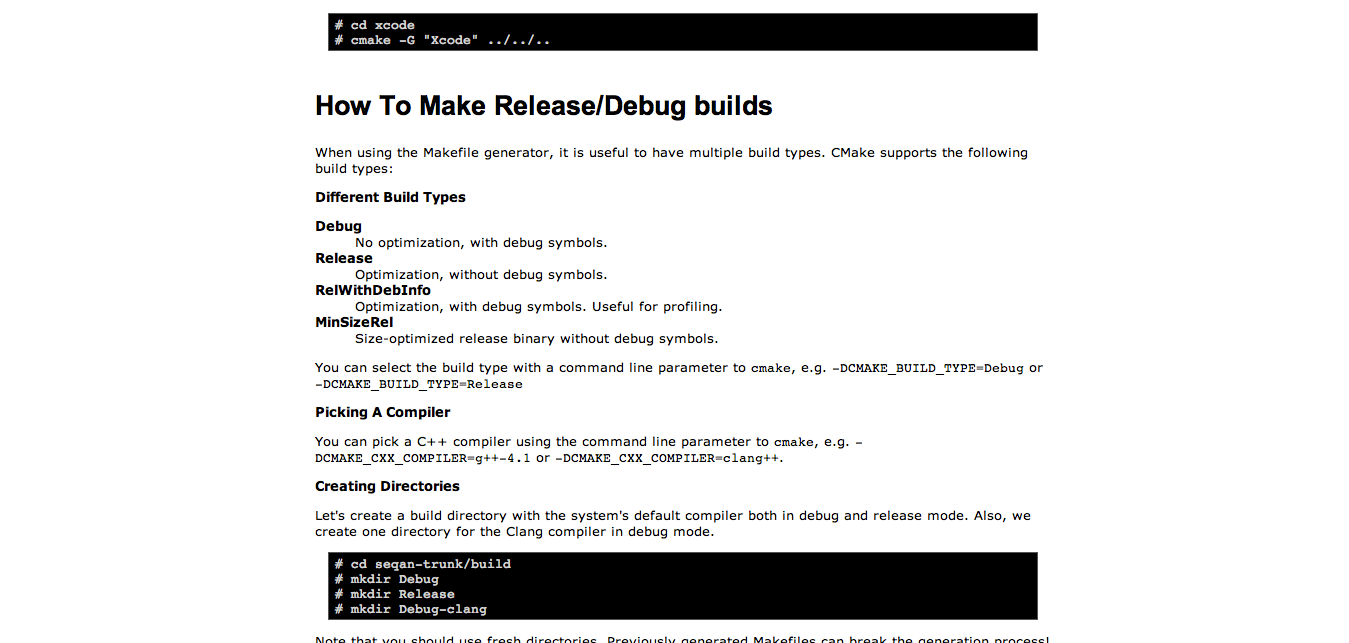 # cd xcode
# cmake -G "Xcode" ../../..
How To Make Release/Debug builds
When using the Makefile generator, it is useful to have multiple build types. CMake supports the following
build types:
Different Build Types
Debug
No optimization, with debug symbols.
Release
Optimization, without debug symbols.
RelWithDebInfo
Optimization, with debug symbols. Useful for profiling.
MinSizeRel
Size-optimized release binary without debug symbols.
You can select the build type with a command line parameter to cmake, e.g. -DCMAKE_BUILD_TYPE=Debug or
-DCMAKE_BUILD_TYPE=Release
Picking A Compiler
You can pick a C++ compiler using the command line parameter to cmake, e.g. -
DCMAKE_CXX_COMPILER=g++-4.1 or -DCMAKE_CXX_COMPILER=clang++.
Creating Directories
Let's create a build directory with the system's default compiler both in debug and release mode. Also, we
create one directory for the Clang compiler in debug mode.
# cd seqan-trunk/build
# mkdir Debug
# mkdir Release
# mkdir Debug-clang
Note that you should use fresh directories. Previously generated Makefiles can break the generation process!